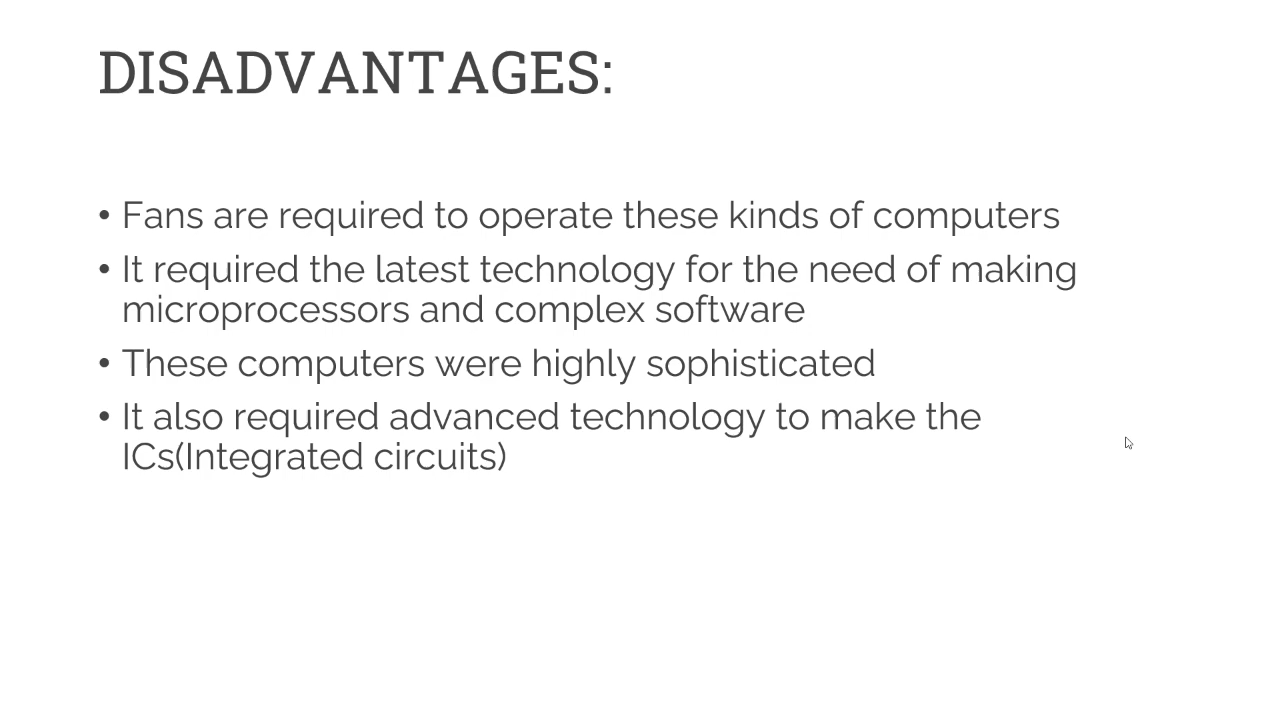 DISADVANTAGES:
• Fans are required to operate these kinds of computers
• It required the latest technology for the need of making
microprocessors and complex software
• These computers were highly sophisticated
• It also required advanced technology to make the
ICs(Integrated circuits)